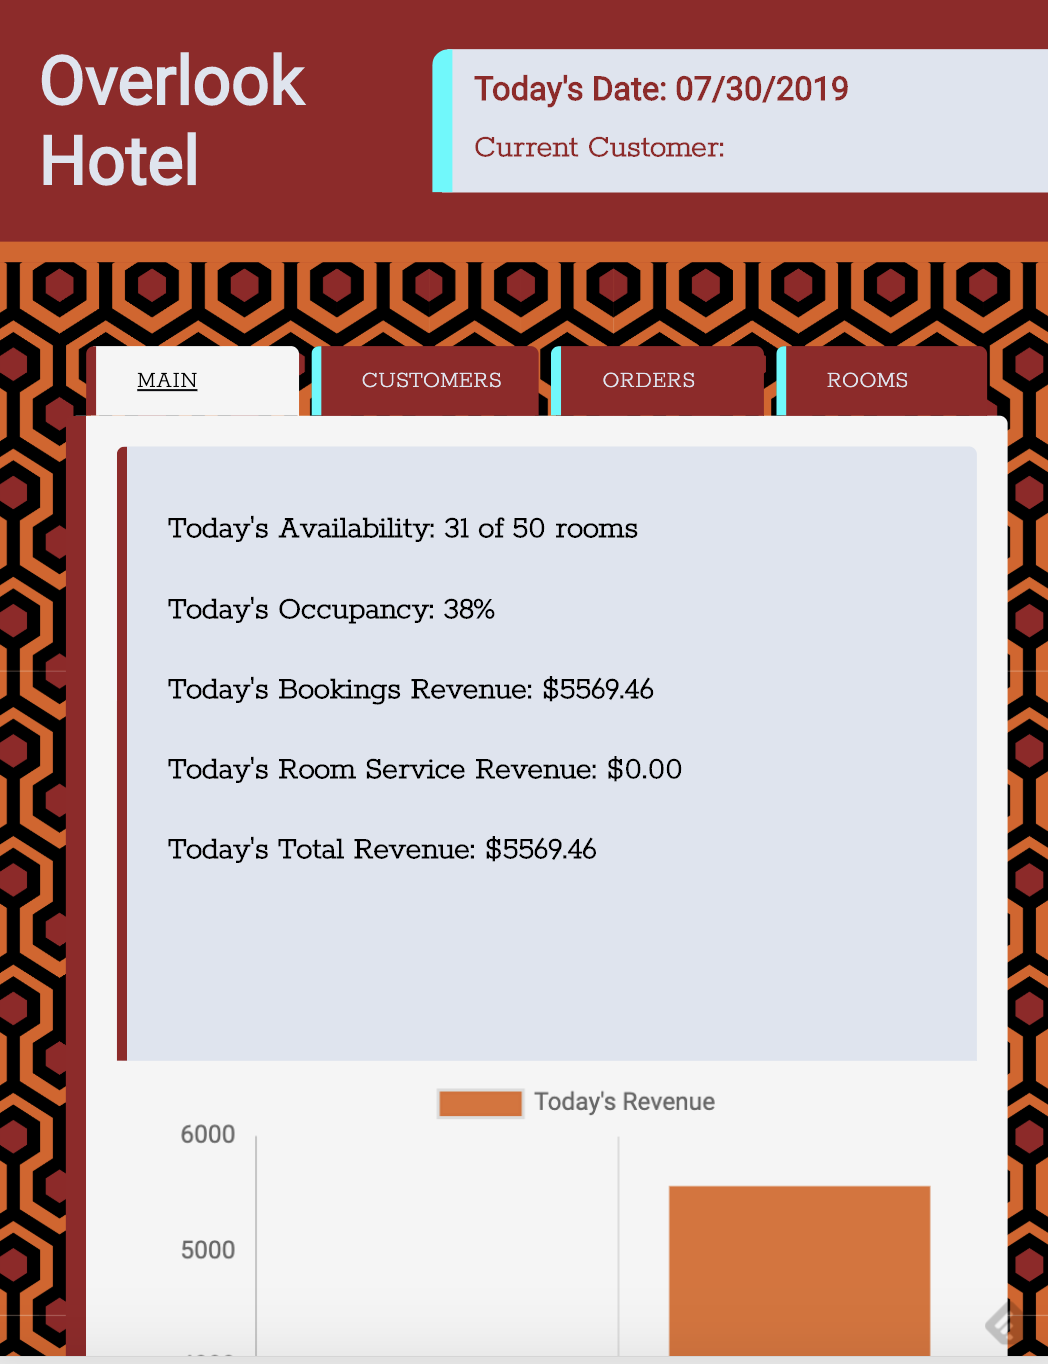 Overlook
Hotel
Today's Date: 07/30/2019
Current Customer:
MAIN
CUSTOMERS
ORDERS
ROOMS
Today's Availability: 31 of 50 rooms
Today's Occupancy: 38%
Today's Bookings Revenue: $5569.46
Today's Room Service Revenue: $0.00
Today's Total Revenue: $5569.46
Today's Revenue
6000
5000